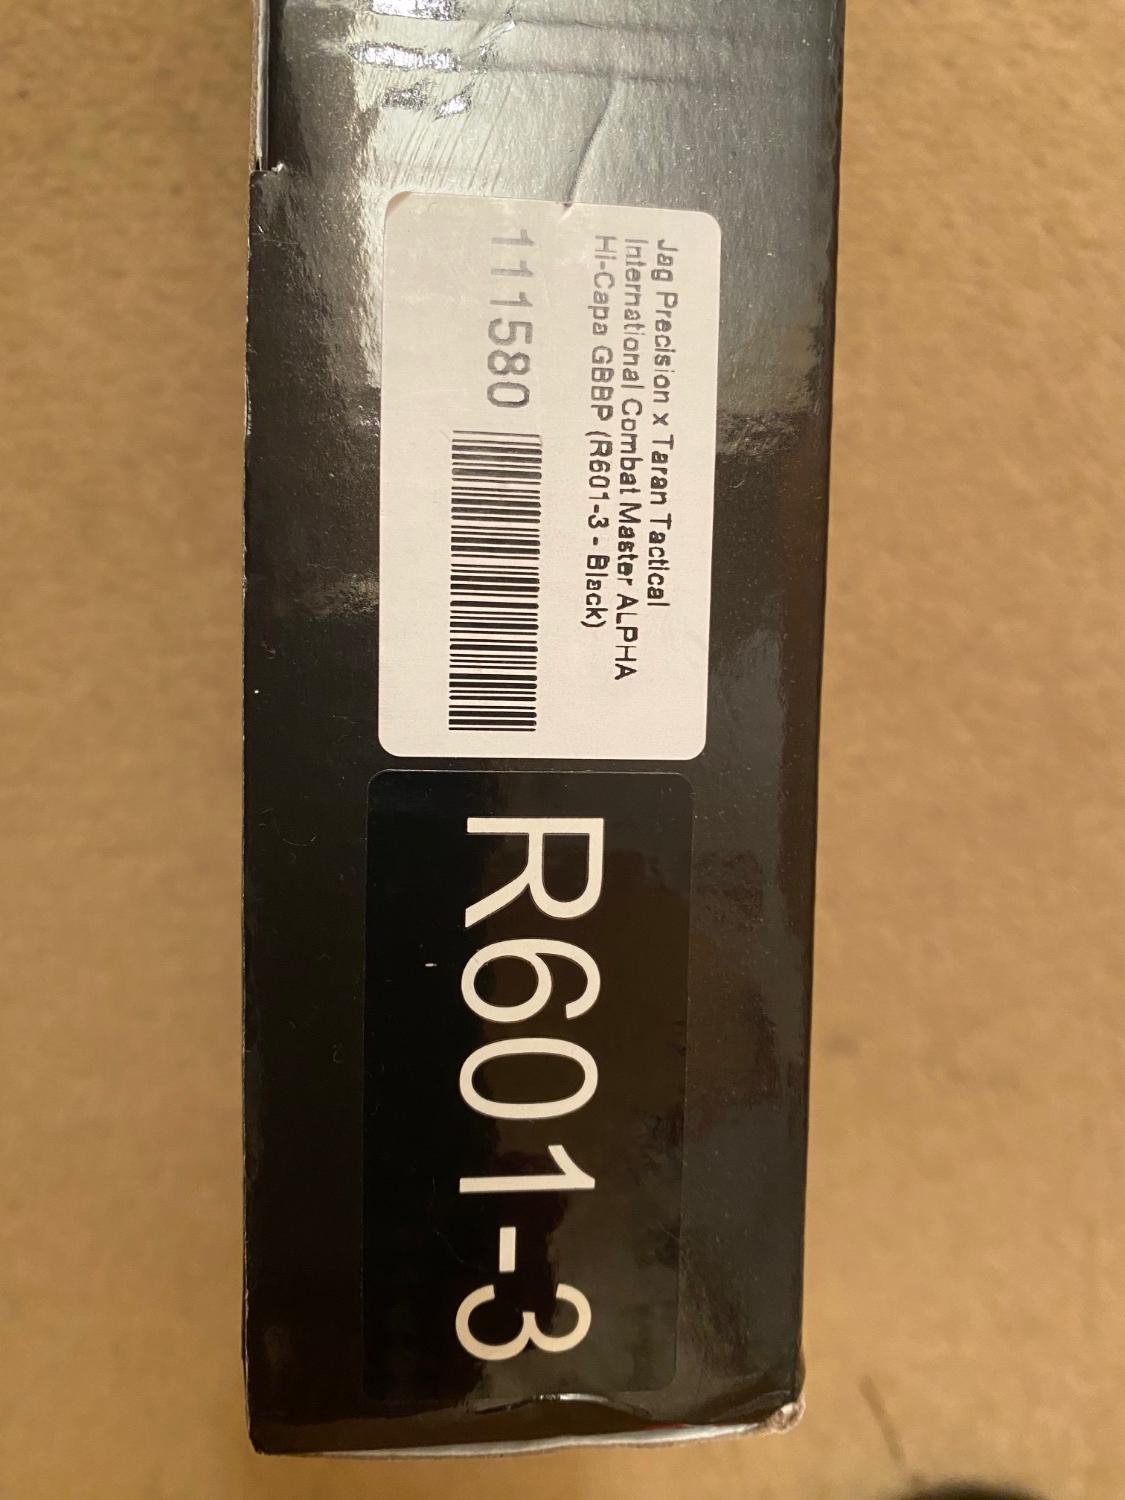 Jag Precision x Taran Tactical
International Combat Master ALPHA
Hi-Capa GBBP (R601-3 - Black)
111580
R601-3